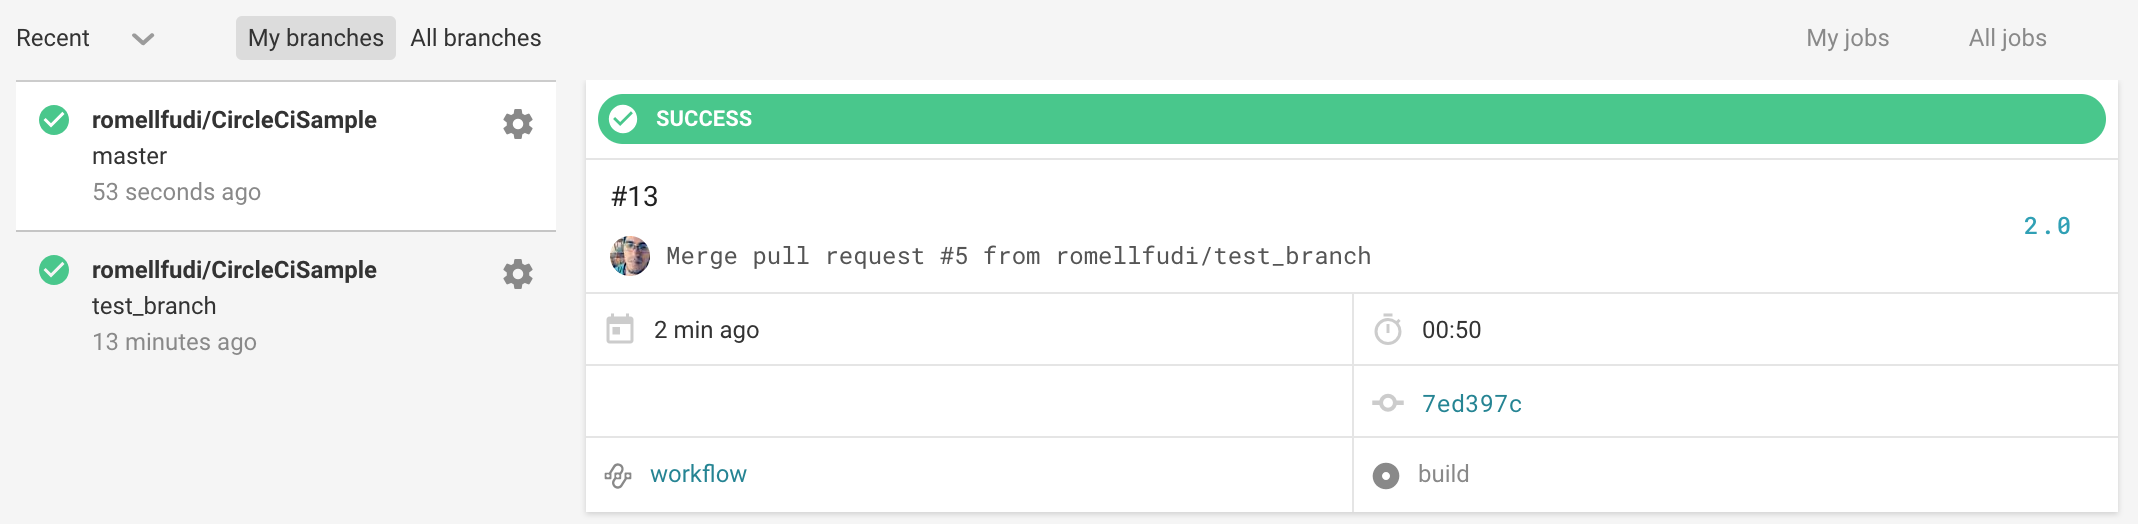 Recent My branches All branches My jobs All jobs
romellfudi/CircleCiSample
master
53 seconds ago
romellfudi/CircleCiSample
test_branch
13 minutes ago
SUCCESS
#13
2.0
Merge pull request #5 from romellfudi/test_branch
2 min ago
00:50
7ed397c
workflow
build